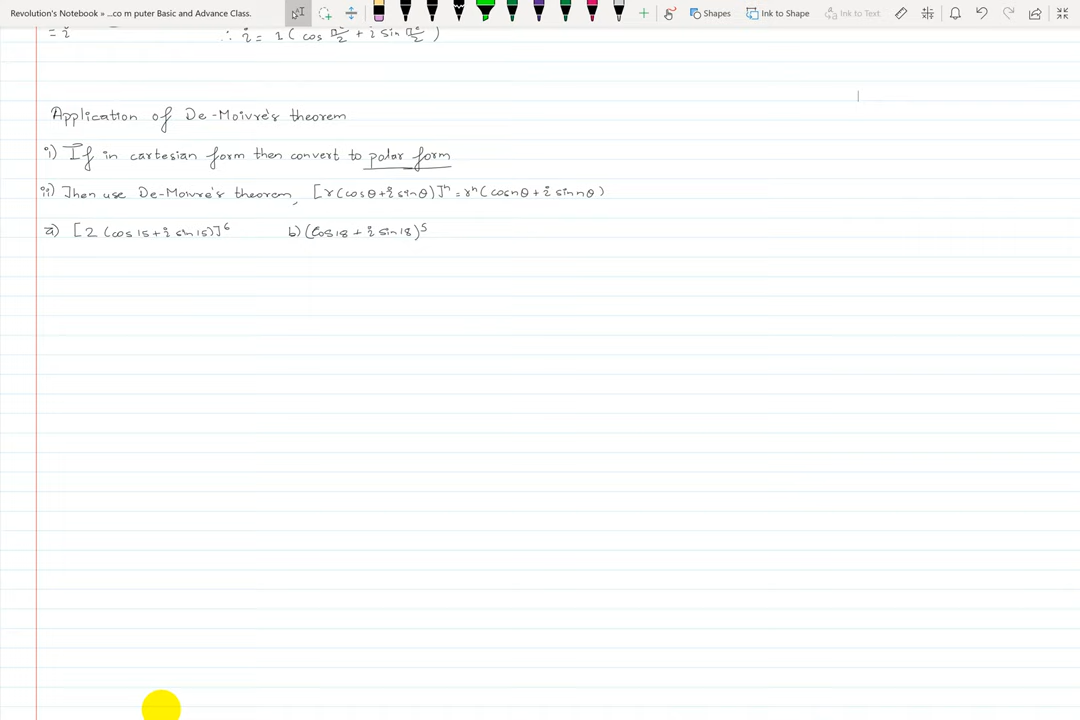 Revolution's Notebook » ...co m puter Basic and Advance Class.
Shapes Ink to Shape Ink to Text
= i ∴ i = 1 ( cos π/2 + i sin π/2 )
Application of De-Moivre's theorem
i) If in cartesian form then convert to polar form
ii) Then use De-Moivre's theorem, [r(cosθ+i sinθ)]ⁿ = rⁿ(cosnθ + i sin nθ)
a) [2 (cos 15 + i sin 15)]⁶ b) (cos 18 + i sin 18)⁵